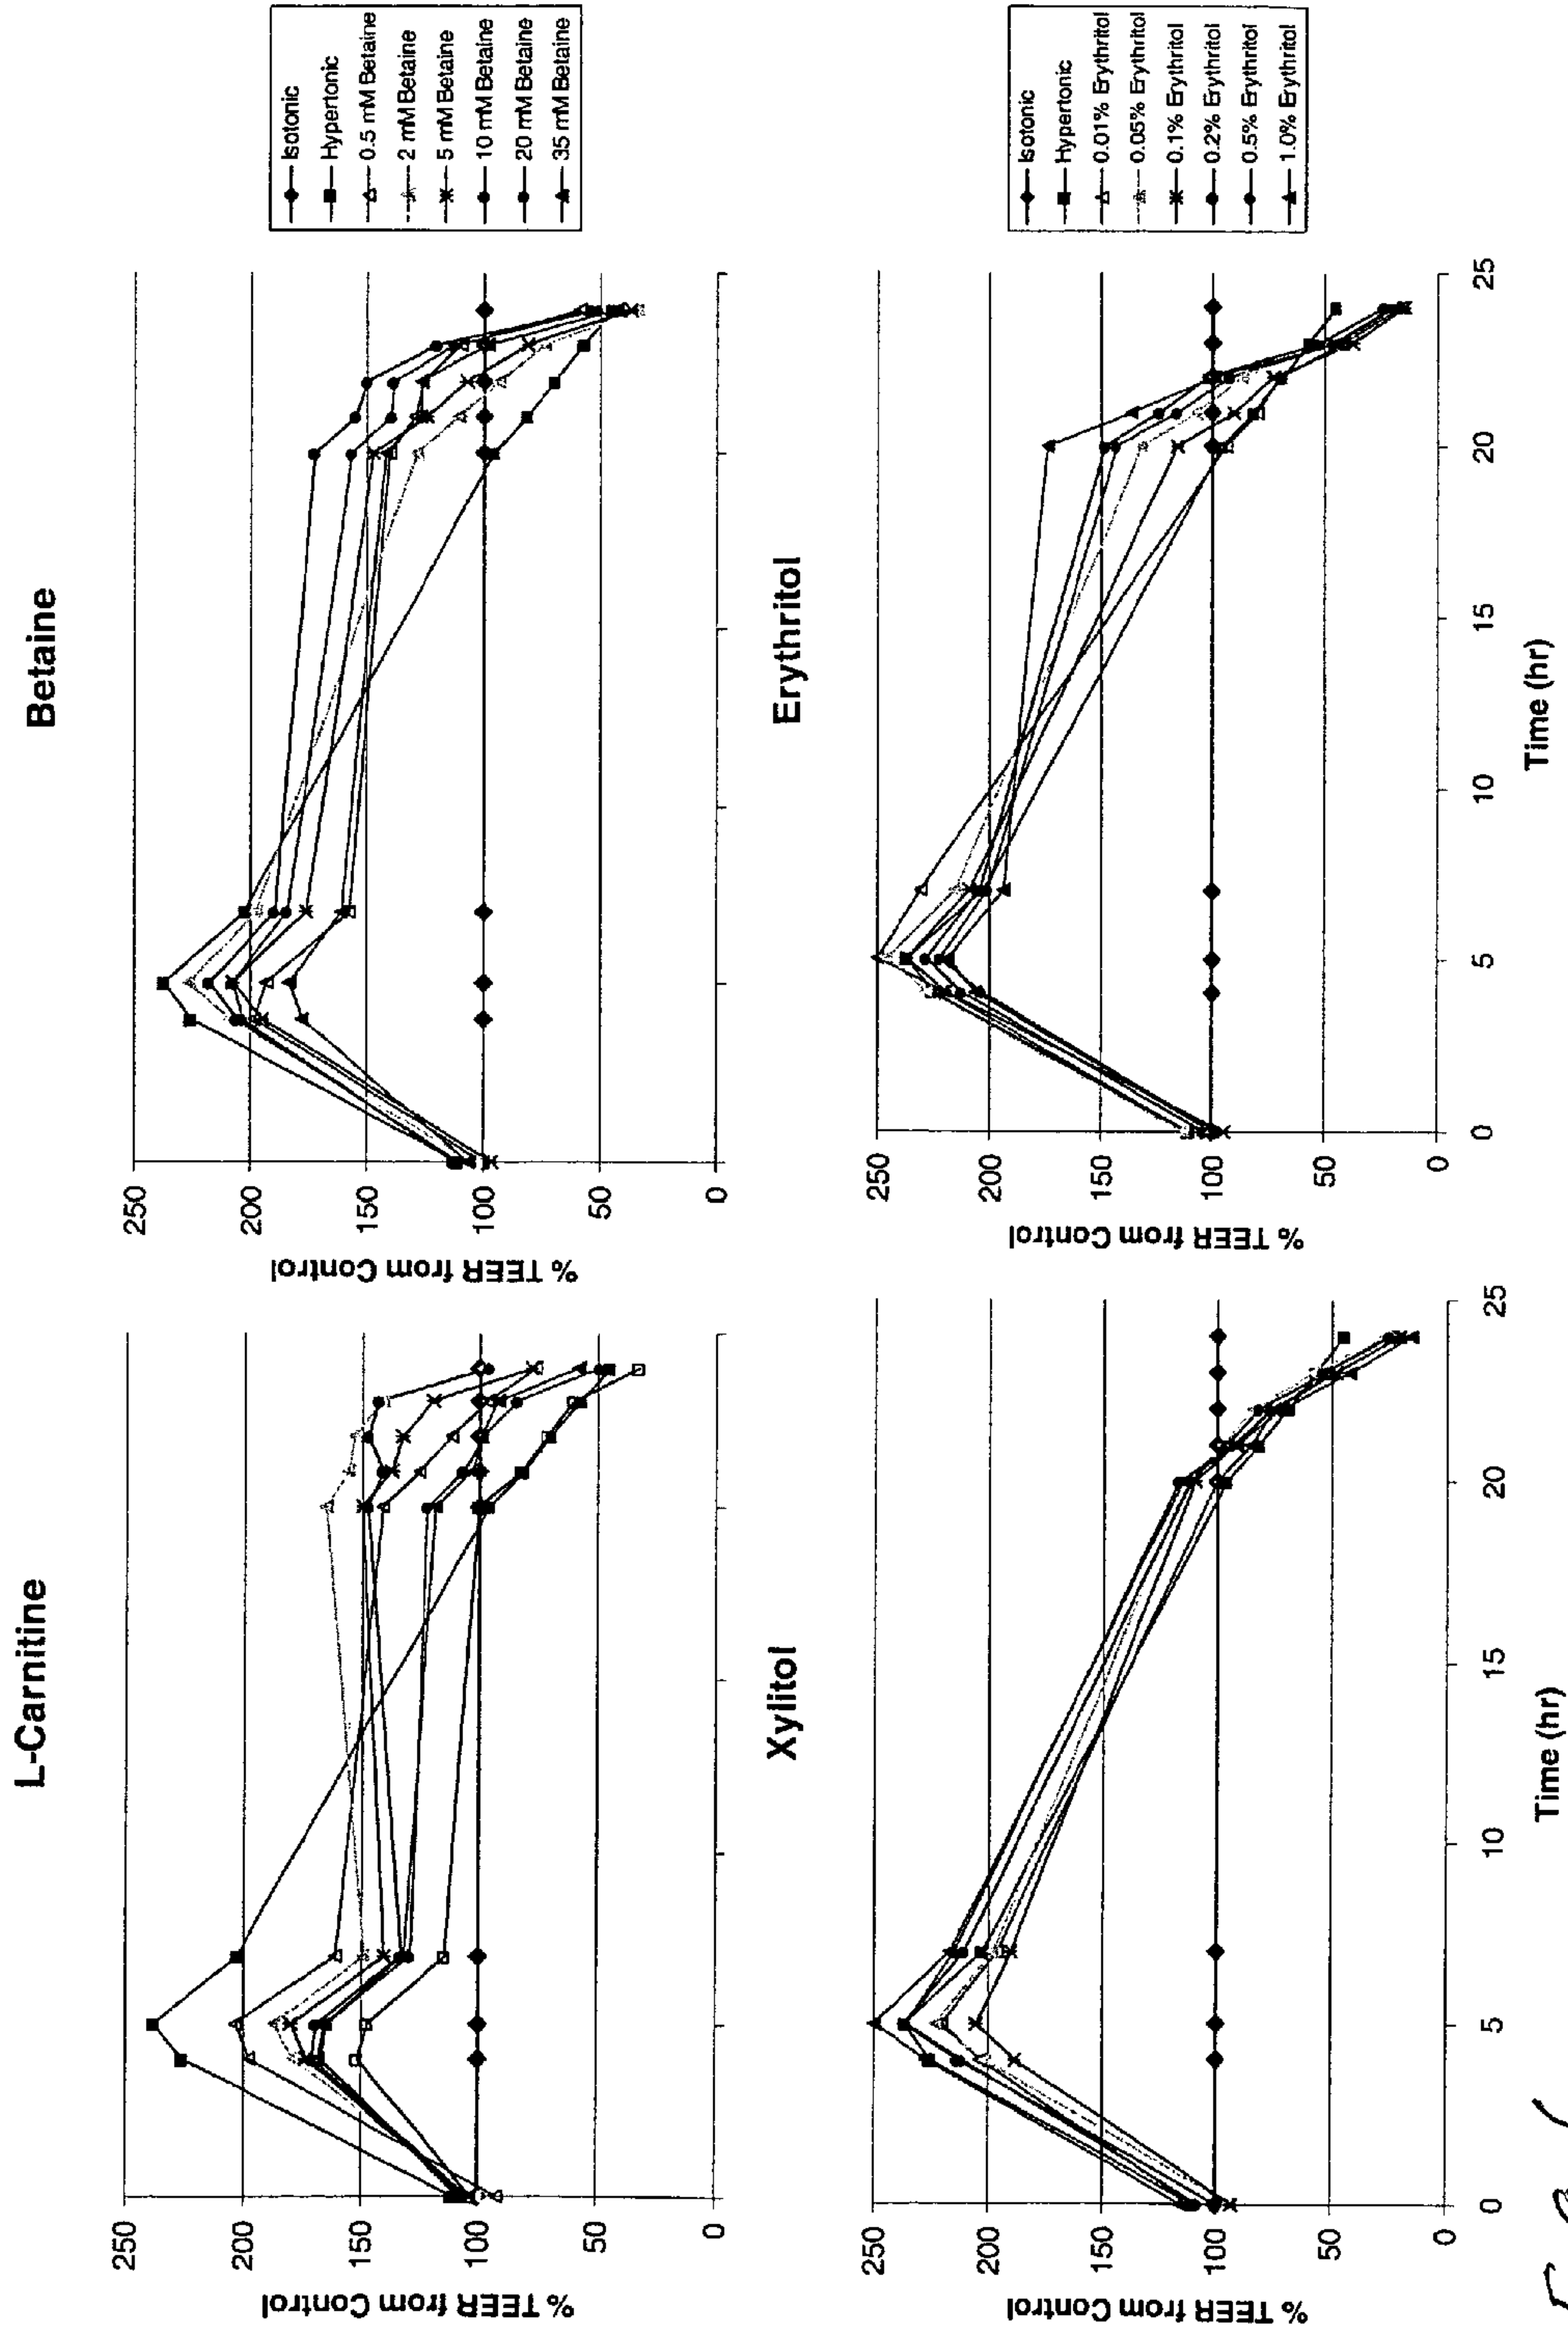 L-Carnitine
% TEER from Control
250
200
150
100
50
0
Betaine
% TEER from Control
250
200
150
100
50
0
Isotonic
Hypertonic
0.5 mM Betaine
2 mM Betaine
5 mM Betaine
10 mM Betaine
20 mM Betaine
35 mM Betaine
Xylitol
% TEER from Control
250
200
150
100
50
0
0 5 10 15 20 25
Time (hr)
Erythritol
% TEER from Control
250
200
150
100
50
0
0 5 10 15 20 25
Time (hr)
Isotonic
Hypertonic
0.01% Erythritol
0.05% Erythritol
0.1% Erythritol
0.2% Erythritol
0.5% Erythritol
1.0% Erythritol